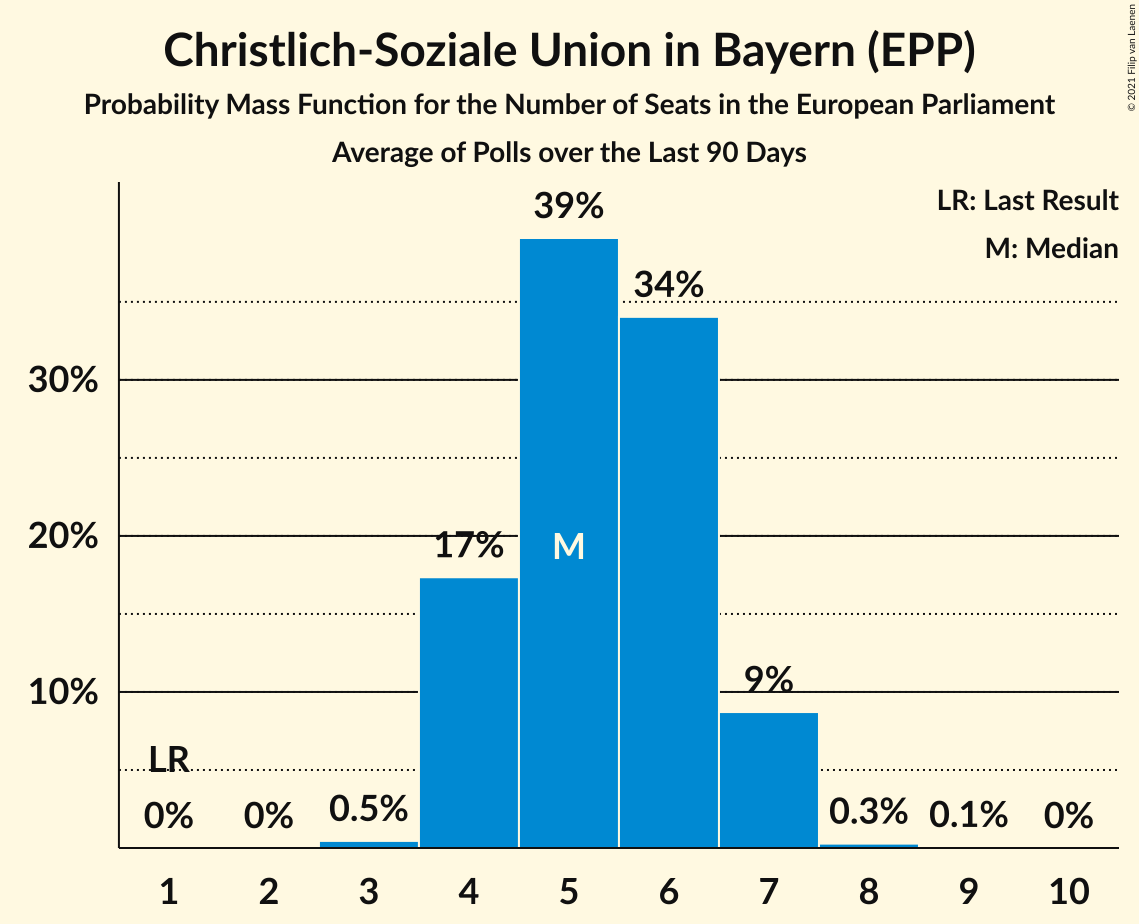 Christlich-Soziale Union in Bayern (EPP)
Probability Mass Function for the Number of Seats in the European Parliament
Average of Polls over the Last 90 Days
© 2021 Filip van Laenen
LR: Last Result
M: Median
39%
34%
30%
20%
17%
M
10%
9%
LR
0%
0%
0.5%
0.3%
0.1%
0%
1 2 3 4 5 6 7 8 9 10